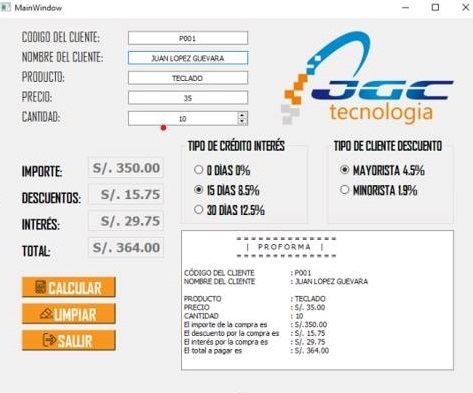 MainWindow
CODIGO DEL CLIENTE: P001
NOMBRE DEL CLIENTE: JUAN LOPEZ GUEVARA
PRODUCTO: TECLADO
PRECIO: 35
CANTIDAD: 10
JGC
tecnologia
IMPORTE: S/. 350.00
DESCUENTOS: S/. 15.75
INTERÉS: S/. 29.75
TOTAL: S/. 364.00
TIPO DE CRÉDITO INTERÉS
0 DÍAS 0%
15 DÍAS 8.5%
30 DÍAS 12.5%
TIPO DE CLIENTE DESCUENTO
MAYORISTA 4.5%
MINORISTA 1.9%
CALCULAR
LIMPIAR
SALLIR
==============
| PROFORMA |
==============
CÓDIGO DEL CLIENTE : P001
NOMBRE DEL CLIENTE : JUAN LOPEZ GUEVARA
PRODUCTO : TECLADO
PRECIO : S/. 35.00
CANTIDAD : 10
El importe de la compra es : S/.350.00
El descuento por la compra es : S/. 15.75
El interés por la compra es : S/. 29.75
El total a pagar es : S/. 364.00